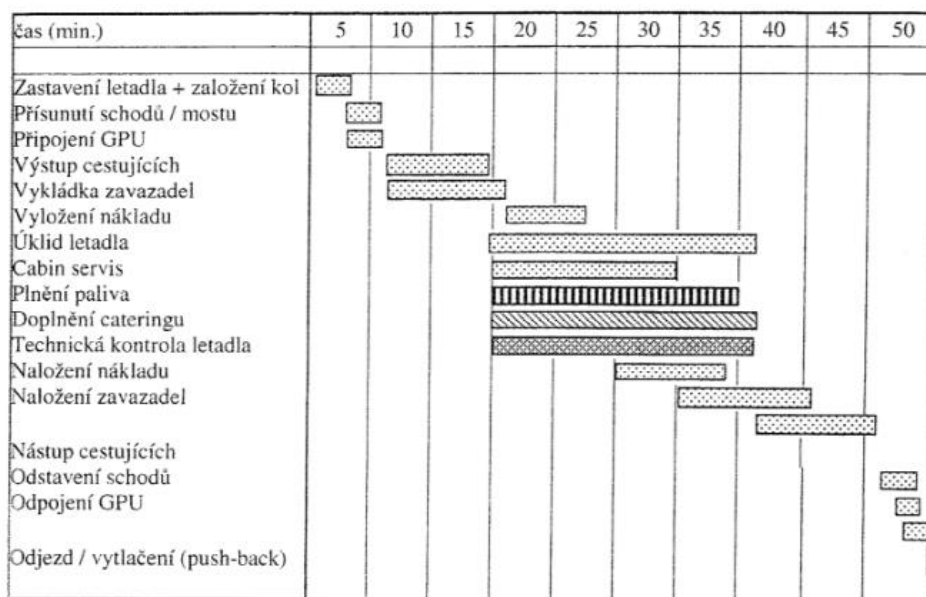 čas (min.) 5 10 15 20 25 30 35 40 45 50
Zastavení letadla + založení kol
Přísunutí schodů / mostu
Připojení GPU
Výstup cestujících
Vykládka zavazadel
Vyložení nákladu
Úklid letadla
Cabin servis
Plnění paliva
Doplnění cateringu
Technická kontrola letadla
Naložení nákladu
Naložení zavazadel
Nástup cestujících
Odstavení schodů
Odpojení GPU
Odjezd / vytlačení (push-back)